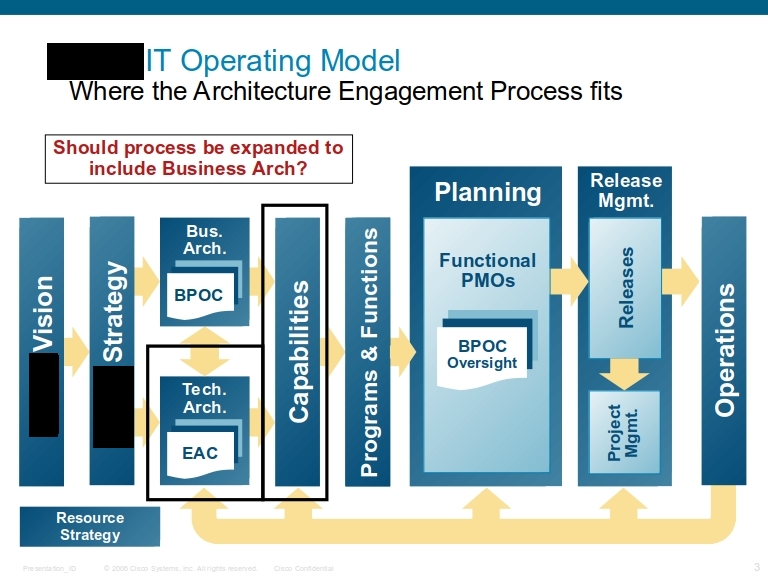 IT Operating Model
Where the Architecture Engagement Process fits
Should process be expanded to
include Business Arch?
Vision
Strategy
Bus.
Arch.
BPOC
Tech.
Arch.
EAC
Capabilities
Programs & Functions
Planning
Functional
PMOs
BPOC
Oversight
Release
Mgmt.
Releases
Project
Mgmt.
Operations
Resource
Strategy
Presentation_ID
© 2006 Cisco Systems, Inc. All rights reserved.
Cisco Confidential
3